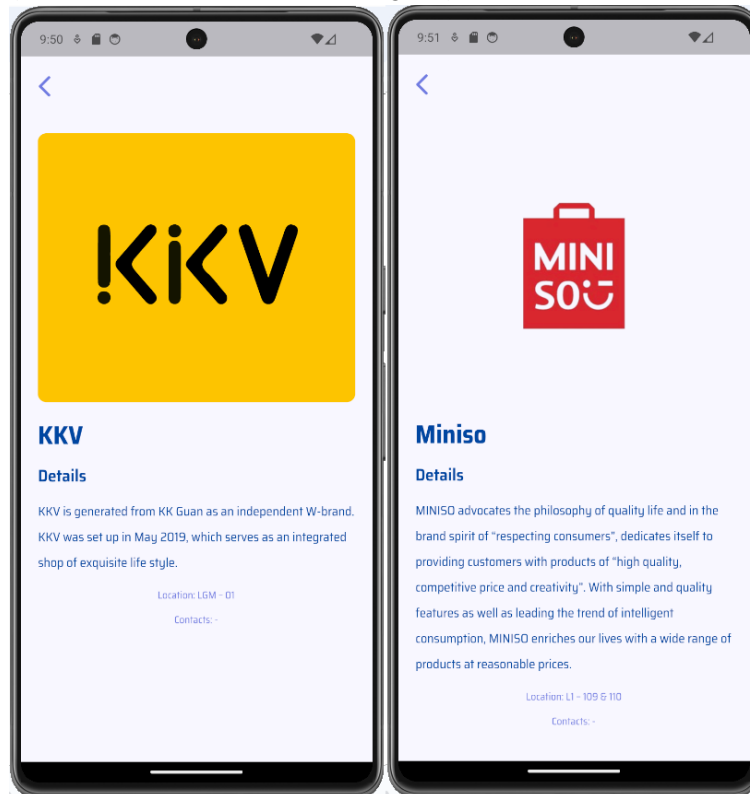 9:50
KKV
KKV
Details
KKV is generated from KK Guan as an independent W-brand.
KKV was set up in May 2019, which serves as an integrated
shop of exquisite life style.
Location: LGM - 01
Contacts: -
9:51
MINI
SO
Miniso
Details
MINISO advocates the philosophy of quality life and in the
brand spirit of “respecting consumers”, dedicates itself to
providing customers with products of “high quality,
competitive price and creativity”. With simple and quality
features as well as leading the trend of intelligent
consumption, MINISO enriches our lives with a wide range of
products at reasonable prices.
Location: L1 - 109 & 110
Contacts: -